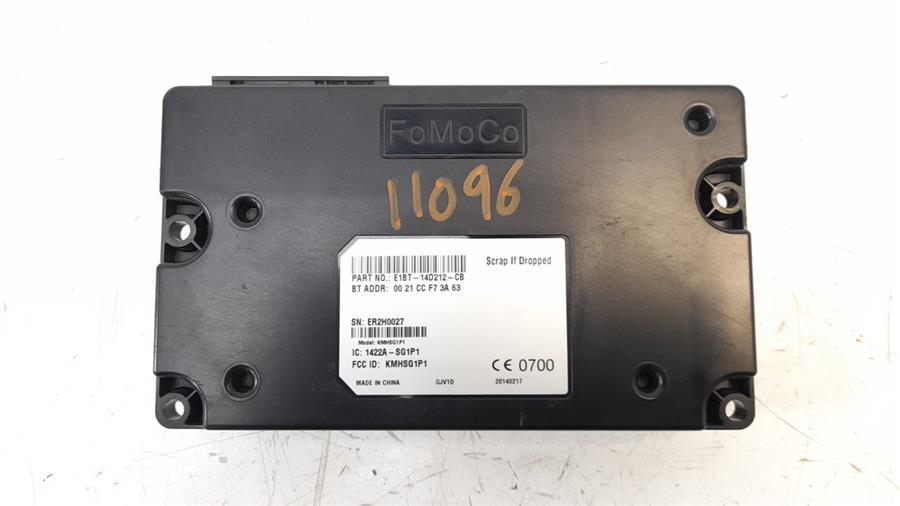 FoMoCo
11096
Scrap If Dropped
PART NO.: E1BT-14D212-CB
BT ADDR: 00 21 CC F7 3A 63
SN: ER2H0027
Model: KMHSG1P1
IC: 1422A-SG1P1
FCC ID: KMHSG1P1
CE 0700
MADE IN CHINA GJV1D 20140217